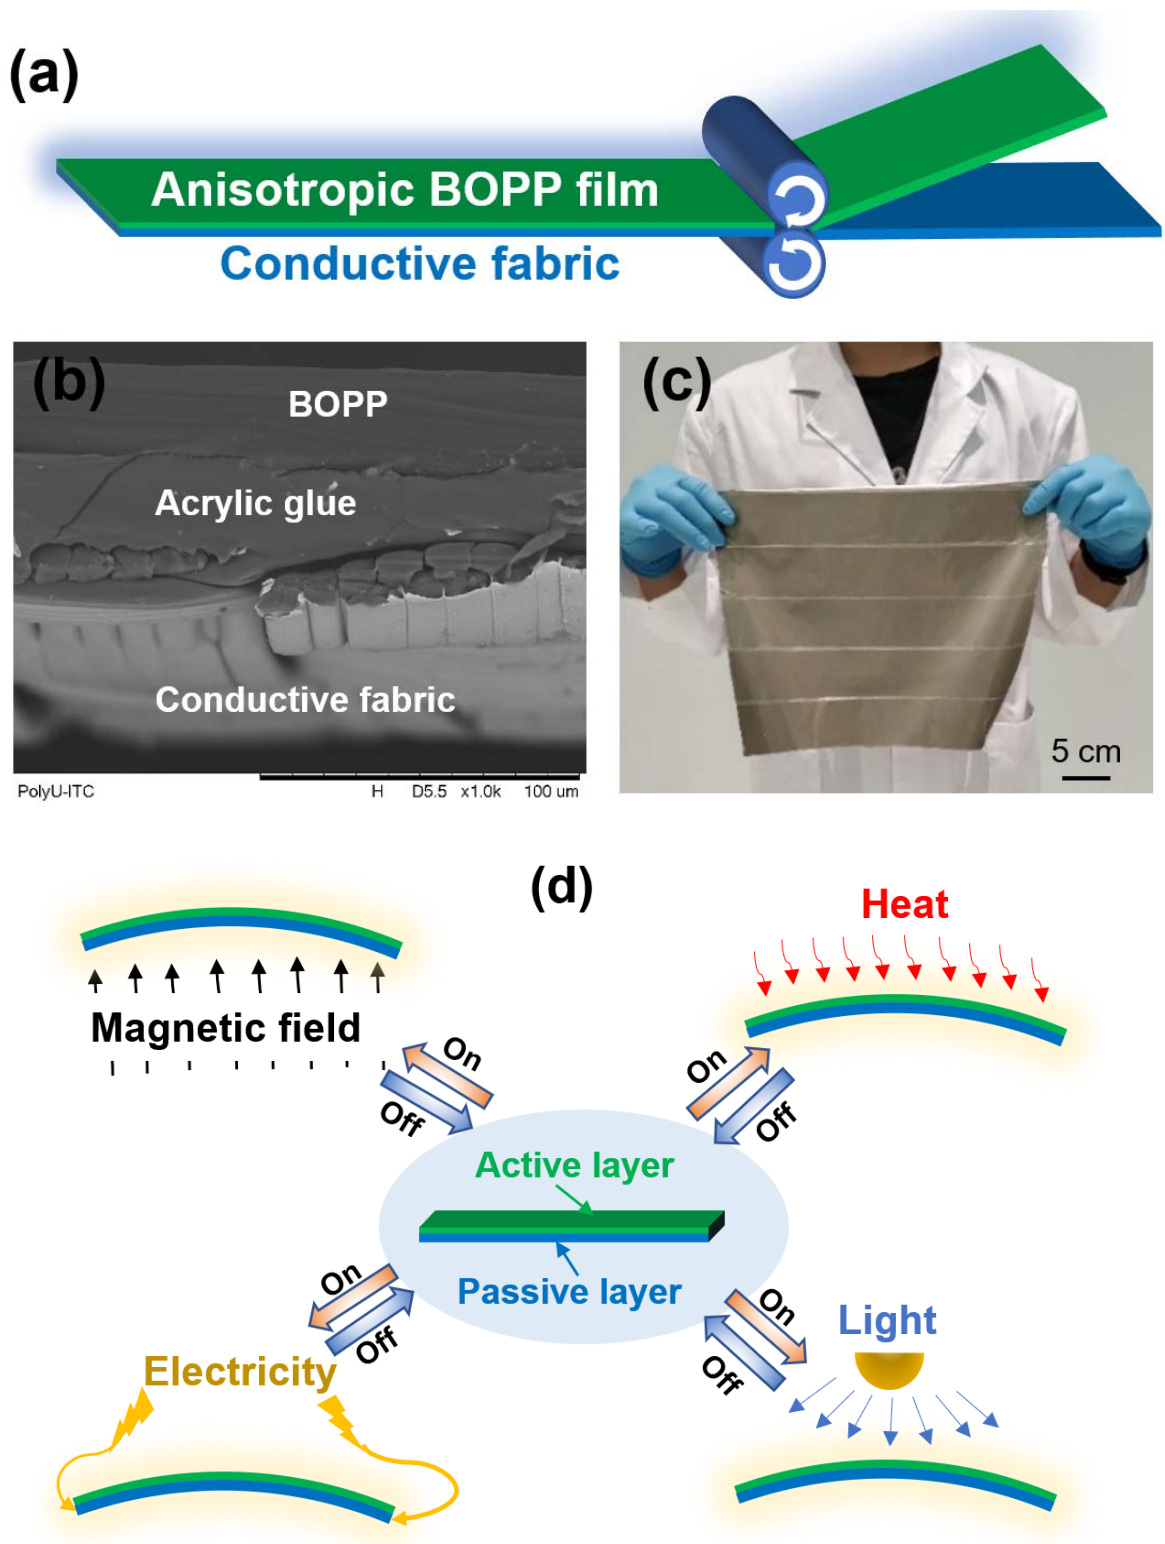 (a)
Anisotropic BOPP film
Conductive fabric
(b)
BOPP
Acrylic glue
Conductive fabric
PolyU-ITC H D5.5 x1.0k 100 um
(c)
5 cm
(d)
Heat
Magnetic field
On
Off
On
Off
Active layer
Passive layer
On
Off
On
Off
Light
Electricity